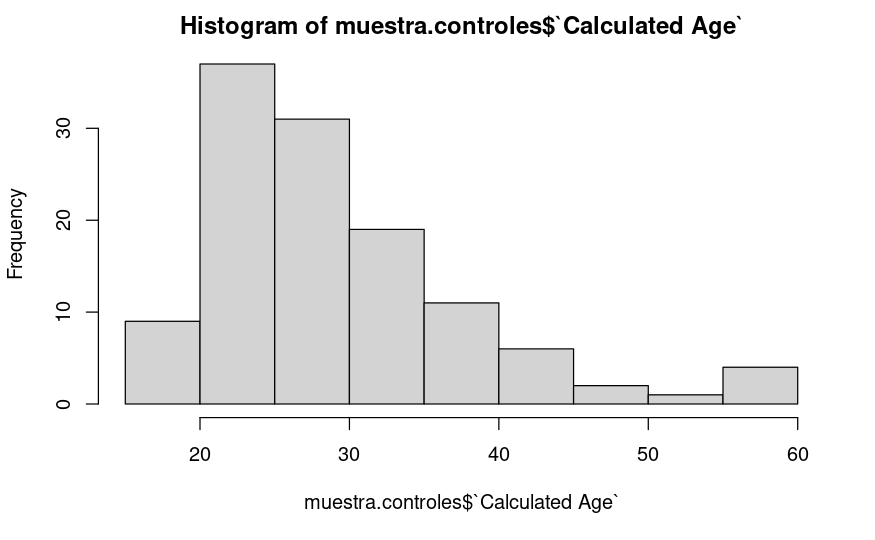 Histogram of muestra.controles$`Calculated Age`
Frequency
30
20
10
0
20 30 40 50 60
muestra.controles$`Calculated Age`